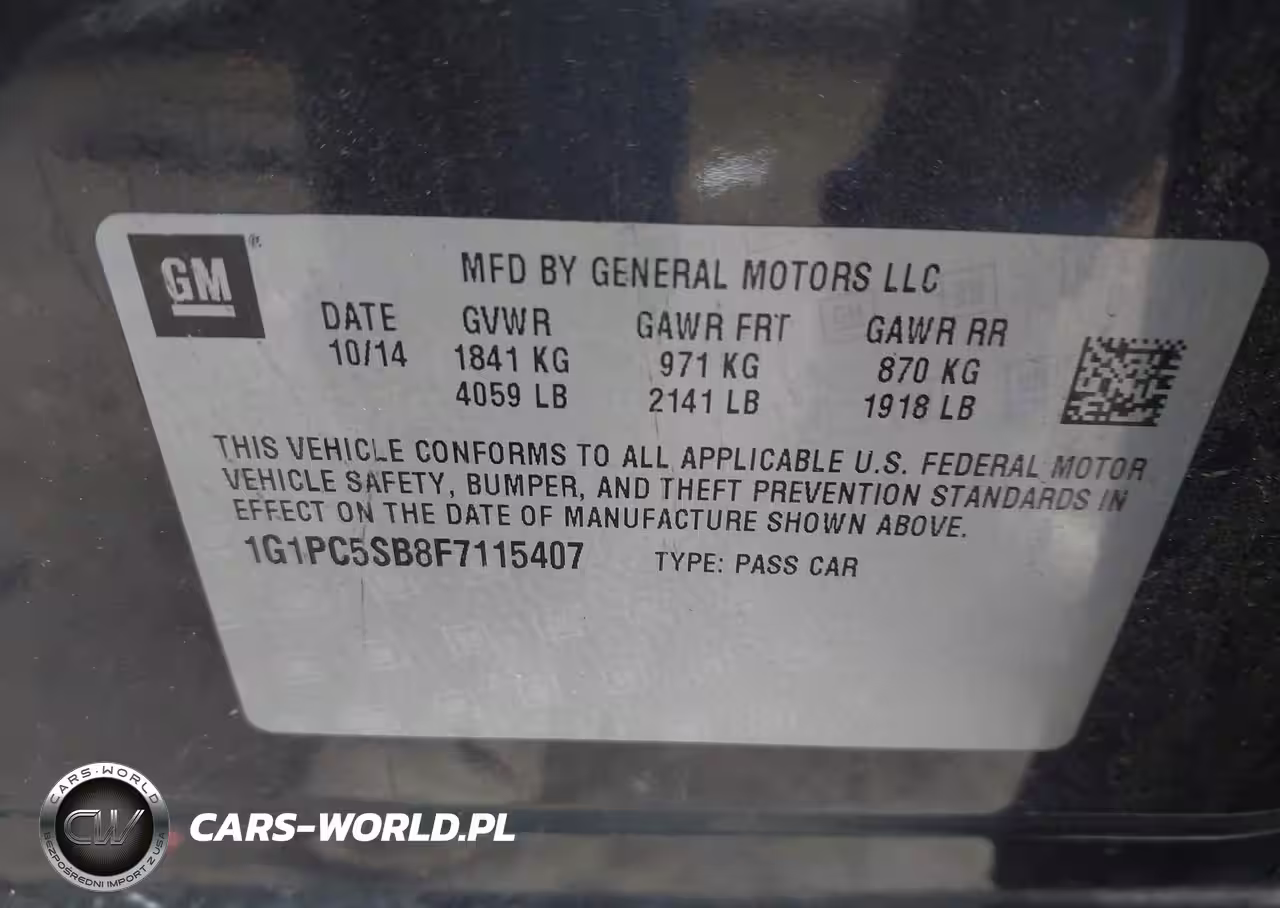 GM
MFD BY GENERAL MOTORS LLC
DATE GVWR GAWR FRT GAWR RR
10/14 1841 KG 971 KG 870 KG
4059 LB 2141 LB 1918 LB
THIS VEHICLE CONFORMS TO ALL APPLICABLE U.S. FEDERAL MOTOR
VEHICLE SAFETY, BUMPER, AND THEFT PREVENTION STANDARDS IN
EFFECT ON THE DATE OF MANUFACTURE SHOWN ABOVE.
1G1PC5SB8F7115407 TYPE: PASS CAR
CARS-WORLD
CW
BEZPOŚREDNI IMPORT Z USA
CARS-WORLD.PL